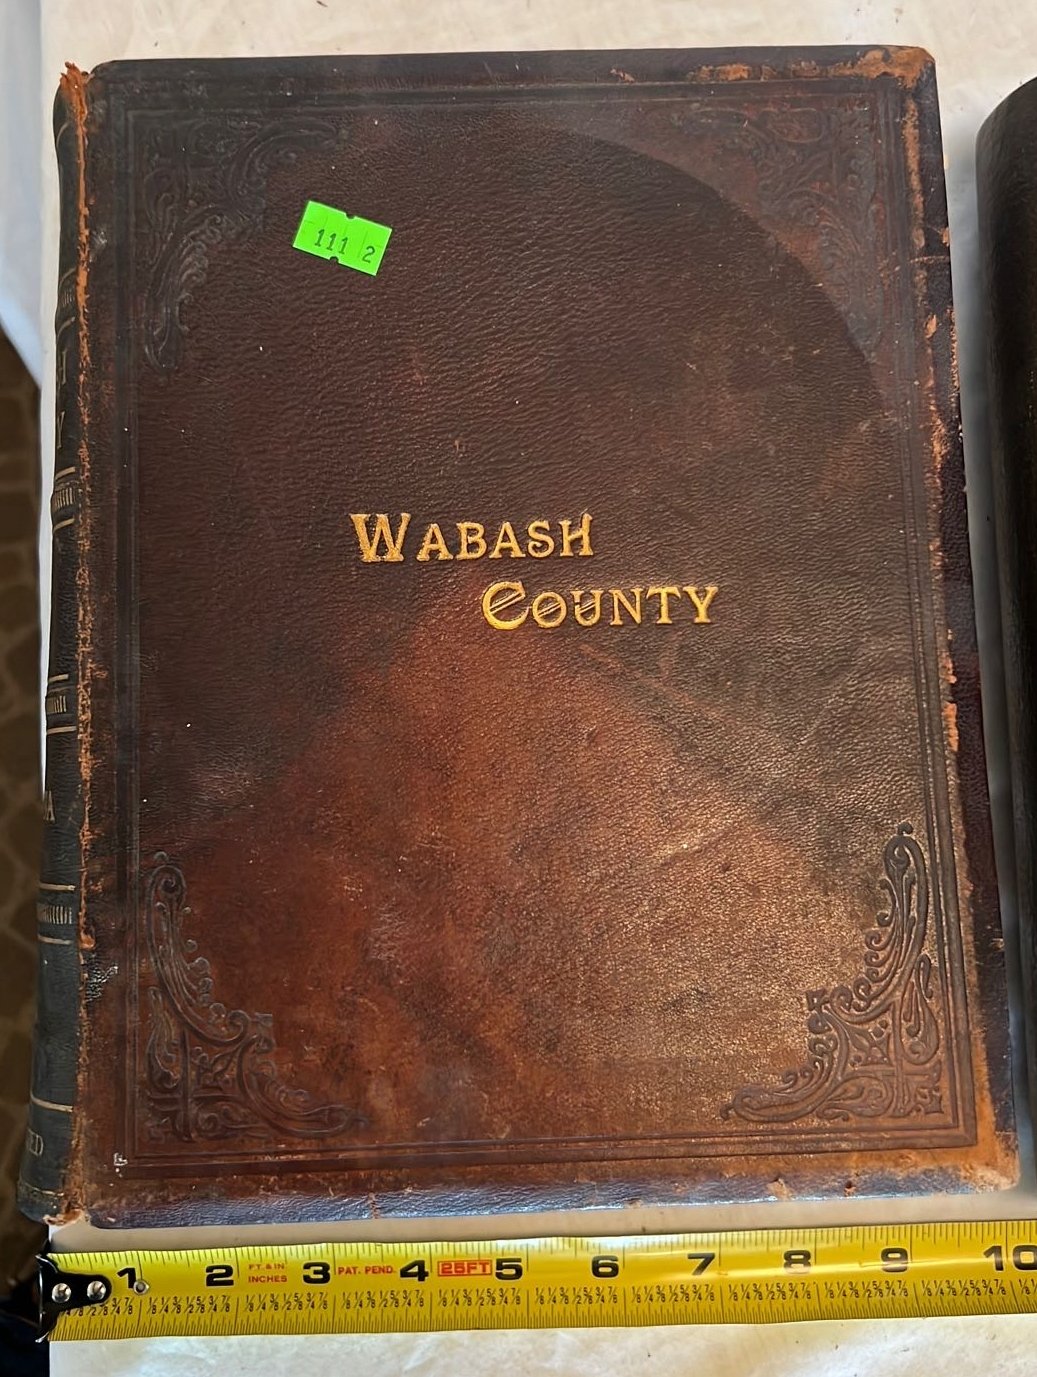 111 2
WABASH
COUNTY
H
Y
A
ED
1 2 FT. & IN INCHES 3 PAT. PEND. 4 25FT 5 6 7 8 9 10